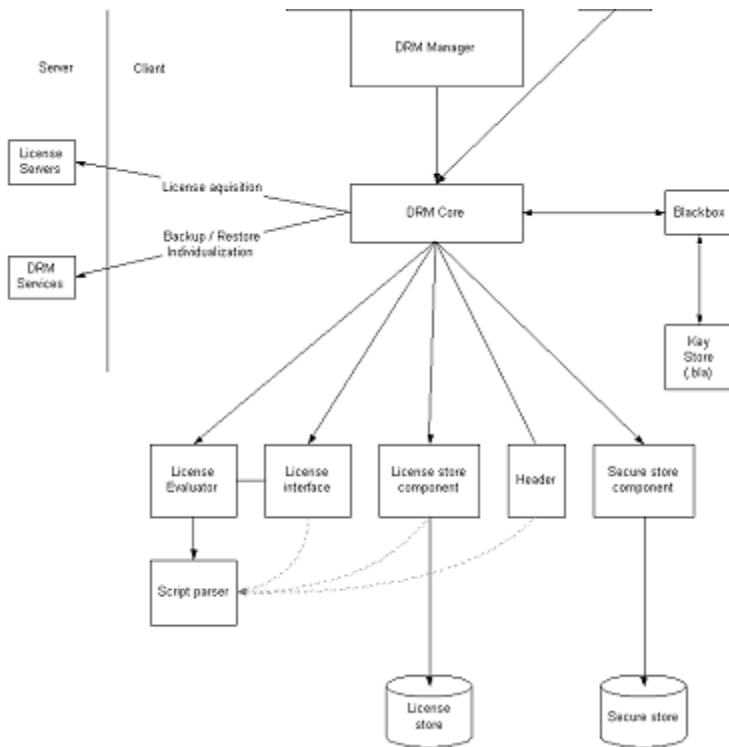 DRM Manager
Server
Client
License
Servers
License aquisition
DRM Core
Blackbox
Backup / Restore
Individualization
DRM
Services
Key
Store
(.bla)
License
Evaluator
License
interface
License store
component
Header
Secure store
component
Script parser
License
store
Secure store